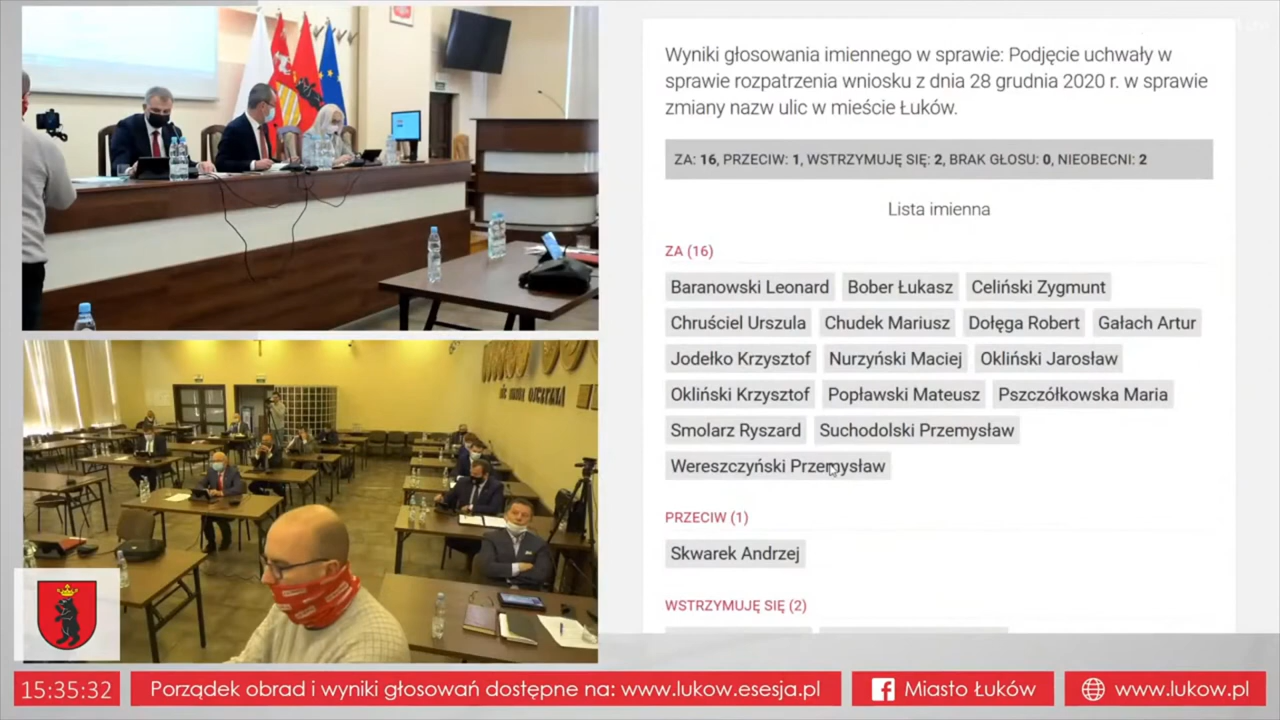 Wyniki głosowania imiennego w sprawie: Podjęcie uchwały w
sprawie rozpatrzenia wniosku z dnia 28 grudnia 2020 r. w sprawie
zmiany nazw ulic w mieście Łuków.
ZA: 16, PRZECIW: 1, WSTRZYMUJĘ SIĘ: 2, BRAK GŁOSU: 0, NIEOBECNI: 2
Lista imienna
ZA (16)
Baranowski Leonard Bober Łukasz Celiński Zygmunt
Chruściel Urszula Chudek Mariusz Dołęga Robert Gałach Artur
Jodełko Krzysztof Nurzyński Maciej Okliński Jarosław
Okliński Krzysztof Popławski Mateusz Pszczółkowska Maria
Smolarz Ryszard Suchodolski Przemysław
Wereszczyński Przemysław
PRZECIW (1)
Skwarek Andrzej
WSTRZYMUJĘ SIĘ (2)
15:35:32
Porządek obrad i wyniki głosowań dostępne na: www.lukow.esesja.pl
Miasto Łuków
www.lukow.pl